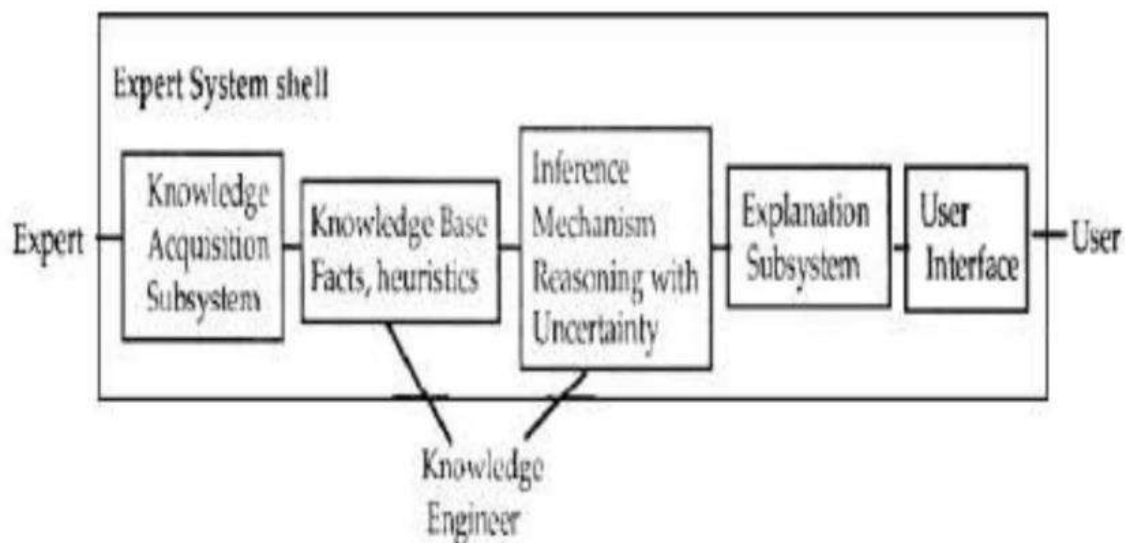 Expert System shell
Expert
Knowledge
Acquisition
Subsystem
Knowledge Base
Facts, heuristics
Inference
Mechanism
Reasoning with
Uncertainty
Explanation
Subsystem
User
Interface
User
Knowledge
Engineer